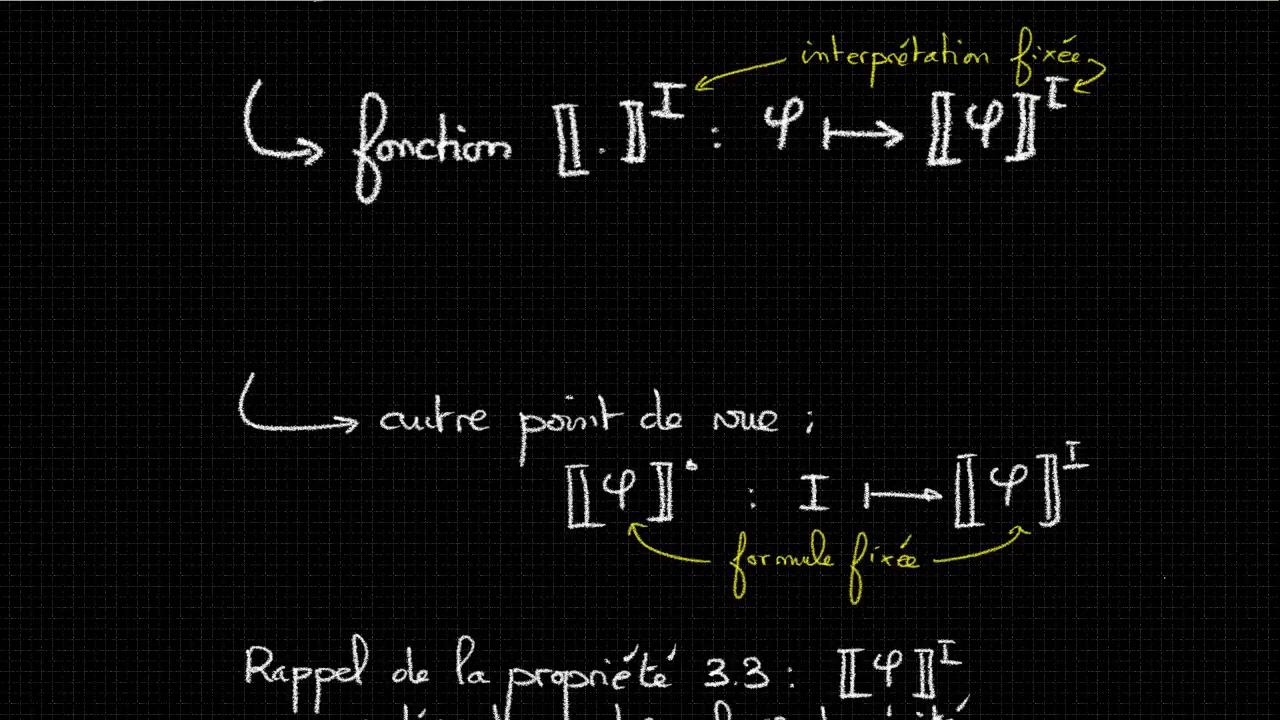 interprétation fixée
fonction ⟦.⟧^I : φ ↦ ⟦φ⟧^I
autre point de vue :
⟦φ⟧^• : I ↦ ⟦φ⟧^I
formule fixée
Rappel de la propriété 3.3 : ⟦φ⟧^I